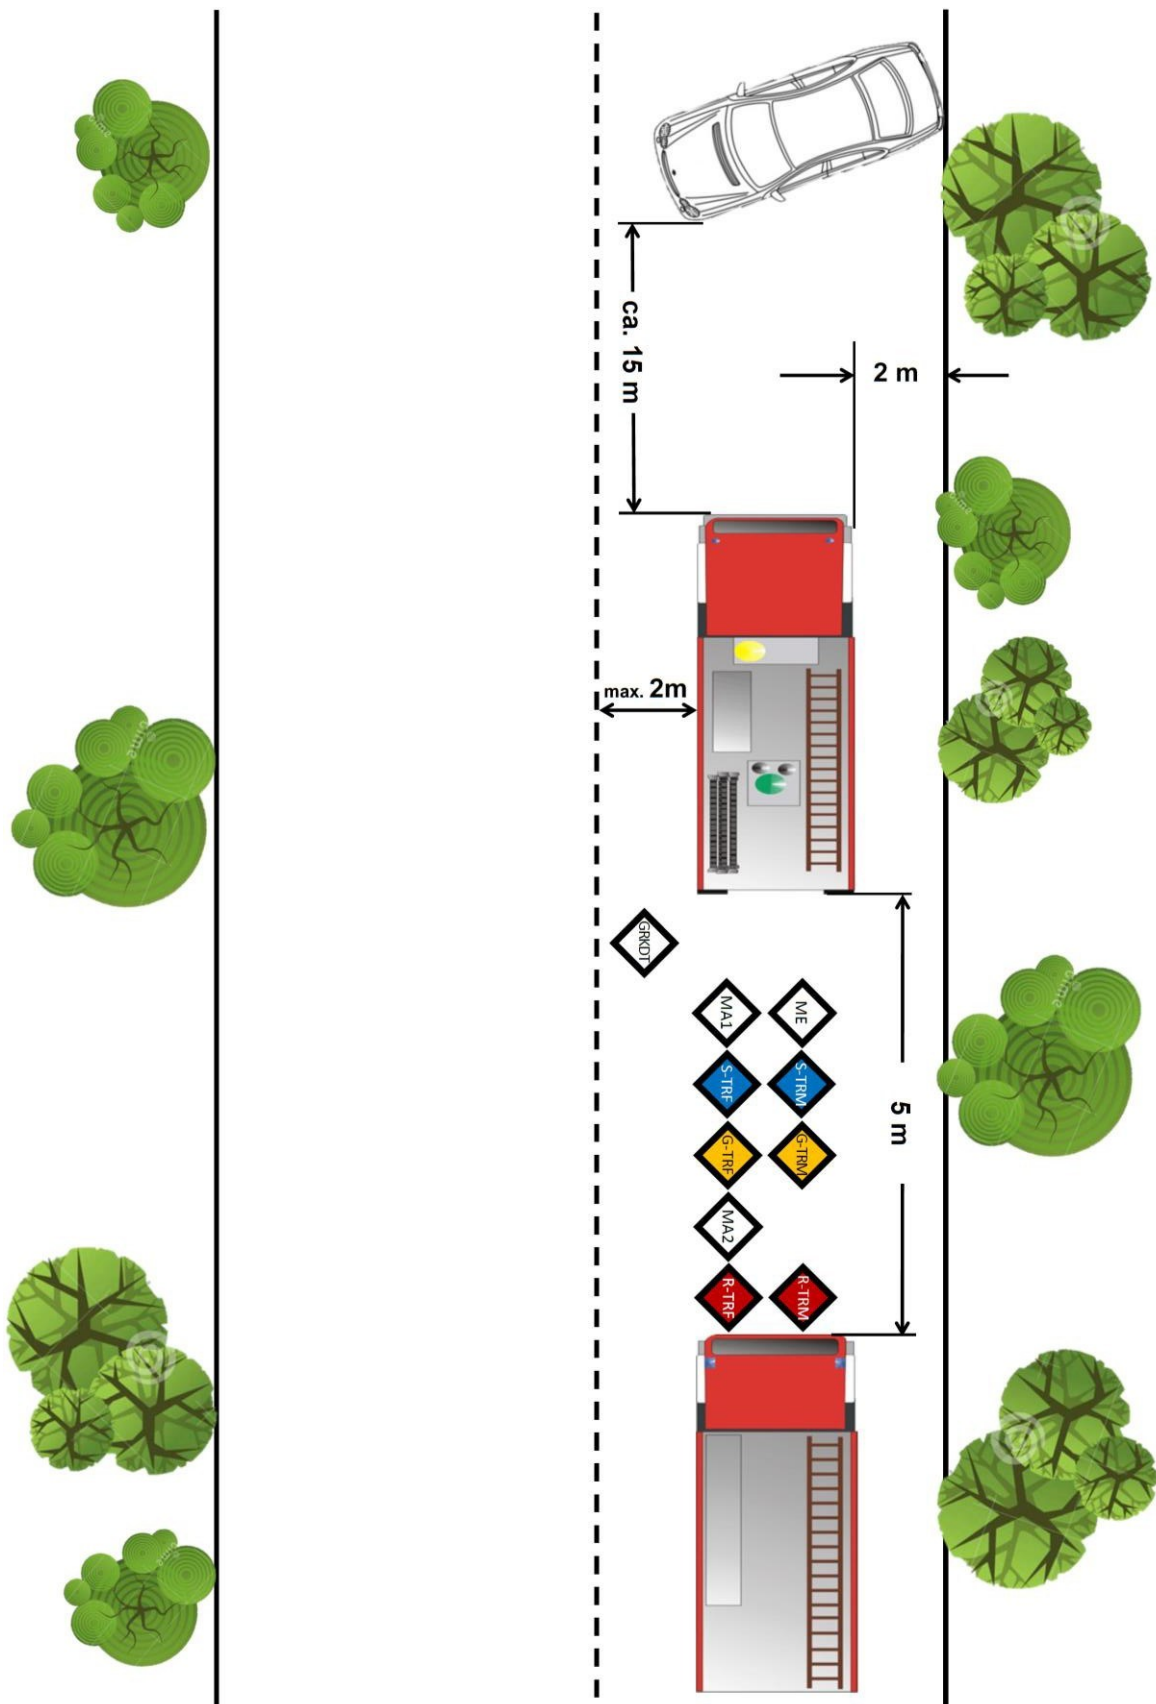 ca. 15 m
2 m
max. 2m
GRKDT
MA1
ME
S-TRF
S-TRM
5 m
G-TRF
G-TRM
MA2
R-TRF
R-TRM